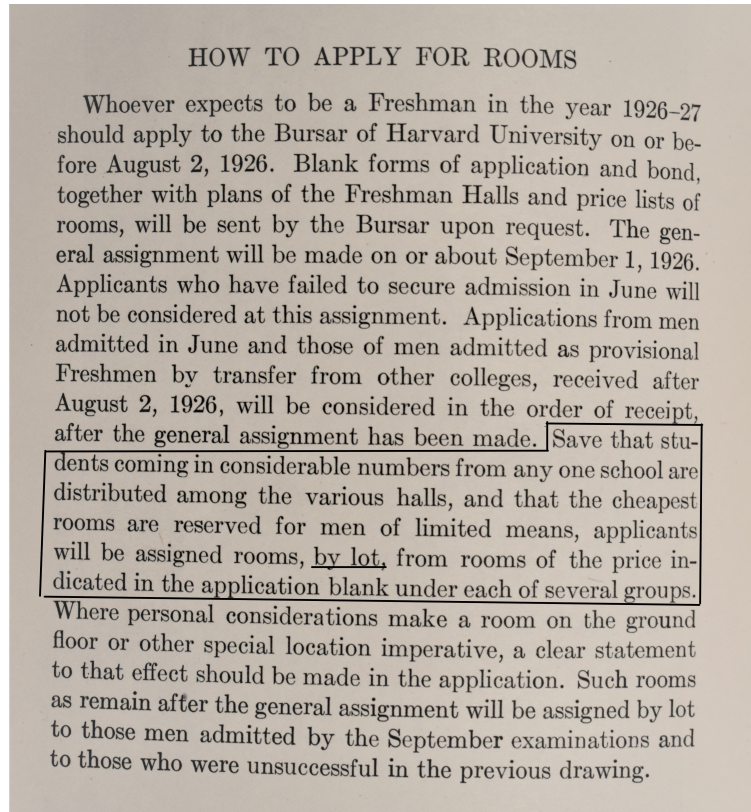 HOW TO APPLY FOR ROOMS
Whoever expects to be a Freshman in the year 1926–27
should apply to the Bursar of Harvard University on or be-
fore August 2, 1926. Blank forms of application and bond,
together with plans of the Freshman Halls and price lists of
rooms, will be sent by the Bursar upon request. The gen-
eral assignment will be made on or about September 1, 1926.
Applicants who have failed to secure admission in June will
not be considered at this assignment. Applications from men
admitted in June and those of men admitted as provisional
Freshmen by transfer from other colleges, received after
August 2, 1926, will be considered in the order of receipt,
after the general assignment has been made. Save that stu-
dents coming in considerable numbers from any one school are
distributed among the various halls, and that the cheapest
rooms are reserved for men of limited means, applicants
will be assigned rooms, by lot, from rooms of the price in-
dicated in the application blank under each of several groups.
Where personal considerations make a room on the ground
floor or other special location imperative, a clear statement
to that effect should be made in the application. Such rooms
as remain after the general assignment will be assigned by lot
to those men admitted by the September examinations and
to those who were unsuccessful in the previous drawing.